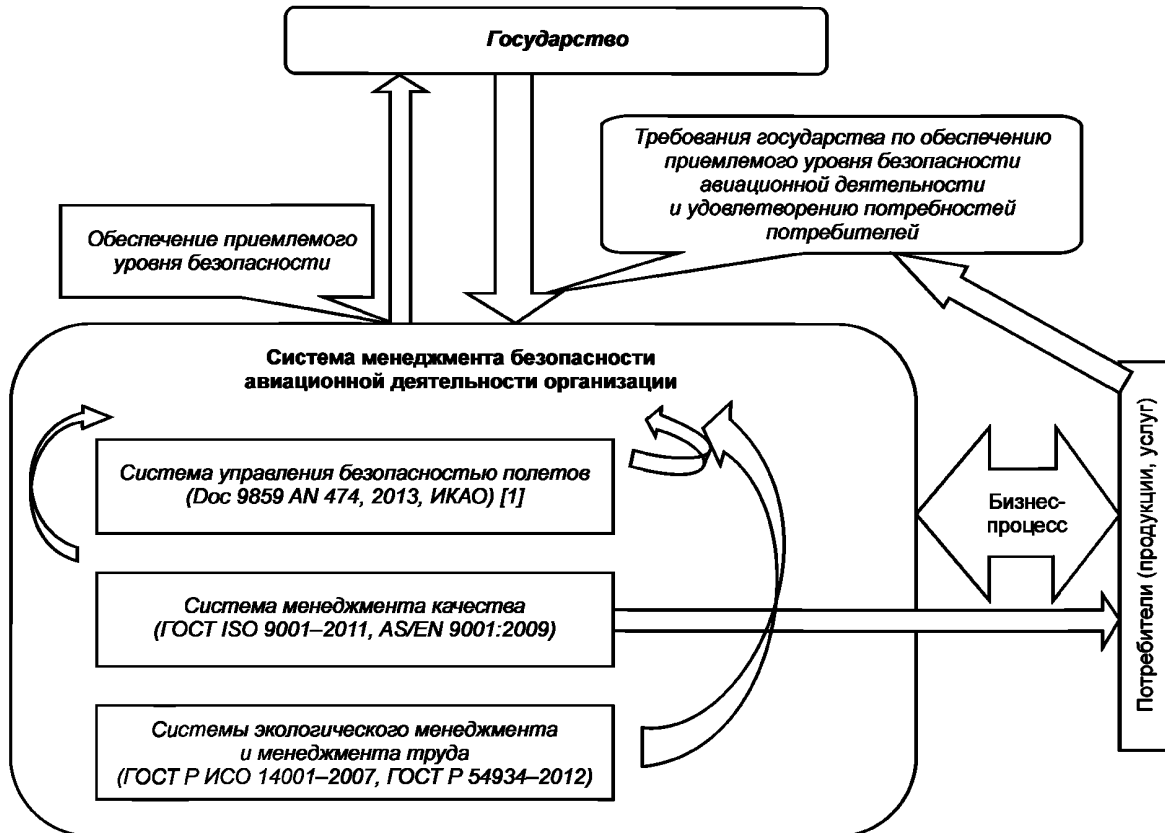 Государство
Требования государства по обеспечению
приемлемого уровня безопасности
авиационной деятельности
и удовлетворению потребностей
потребителей
Обеспечение приемлемого
уровня безопасности
Система менеджмента безопасности
авиационной деятельности организации
Система управления безопасностью полетов
(Doc 9859 AN 474, 2013, ИКАО) [1]
Система менеджмента качества
(ГОСТ ISO 9001–2011, AS/EN 9001:2009)
Системы экологического менеджмента
и менеджмента труда
(ГОСТ Р ИСО 14001–2007, ГОСТ Р 54934–2012)
Бизнес-
процесс
Потребители (продукции, услуг)